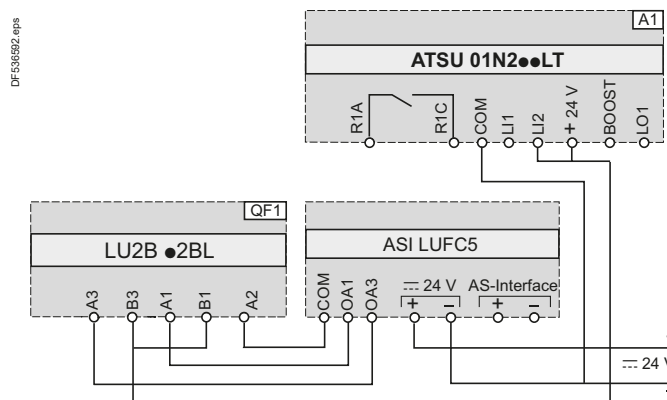 DF536592.eps
A1
ATSU 01N2●●LT
R1A
R1C
COM
LI1
LI2
+ 24 V
BOOST
LO1
QF1
LU2B ●2BL
ASI LUFC5
A3
B3
A1
B1
A2
COM
OA1
OA3
⎓ 24 V
AS-Interface
+
–
+
–
⎓ 24 V